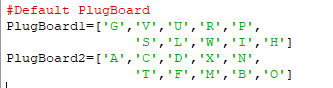 #Default PlugBoard
PlugBoard1=['G','V','U','R','P',
'S','L','W','I','H']
PlugBoard2=['A','C','D','X','N',
'T','F','M','B','O']